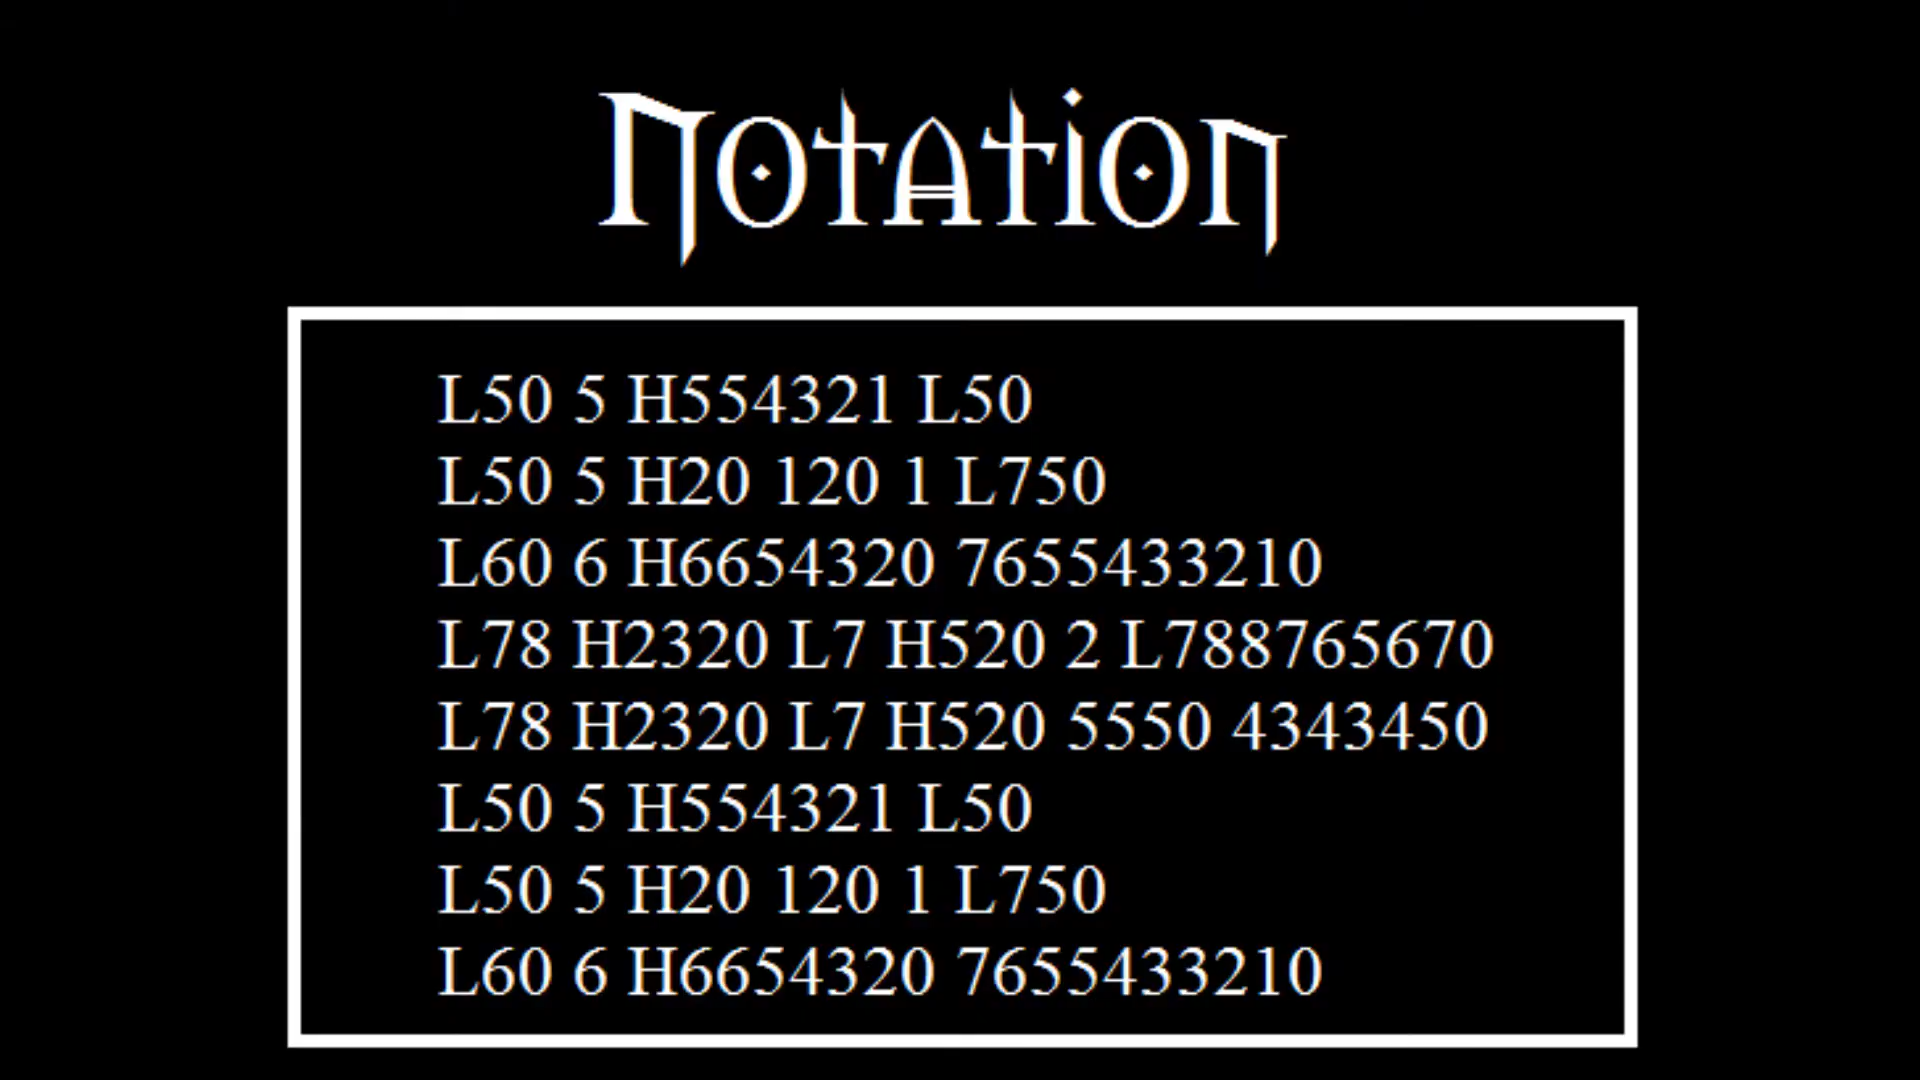 Notation
L50 5 H554321 L50
L50 5 H20 120 1 L750
L60 6 H6654320 7655433210
L78 H2320 L7 H520 2 L788765670
L78 H2320 L7 H520 5550 4343450
L50 5 H554321 L50
L50 5 H20 120 1 L750
L60 6 H6654320 7655433210